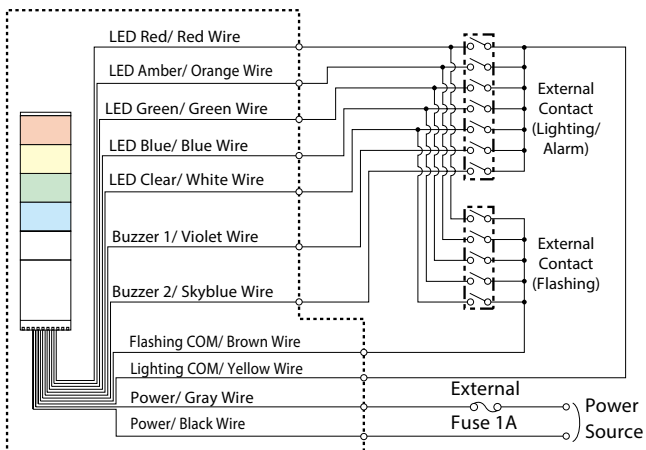 LED Red/ Red Wire
LED Amber/ Orange Wire
LED Green/ Green Wire
LED Blue/ Blue Wire
LED Clear/ White Wire
Buzzer 1/ Violet Wire
Buzzer 2/ Skyblue Wire
Flashing COM/ Brown Wire
Lighting COM/ Yellow Wire
Power/ Gray Wire
Power/ Black Wire
External
Contact
(Lighting/
Alarm)
External
Contact
(Flashing)
External
Fuse 1A
Power
Source